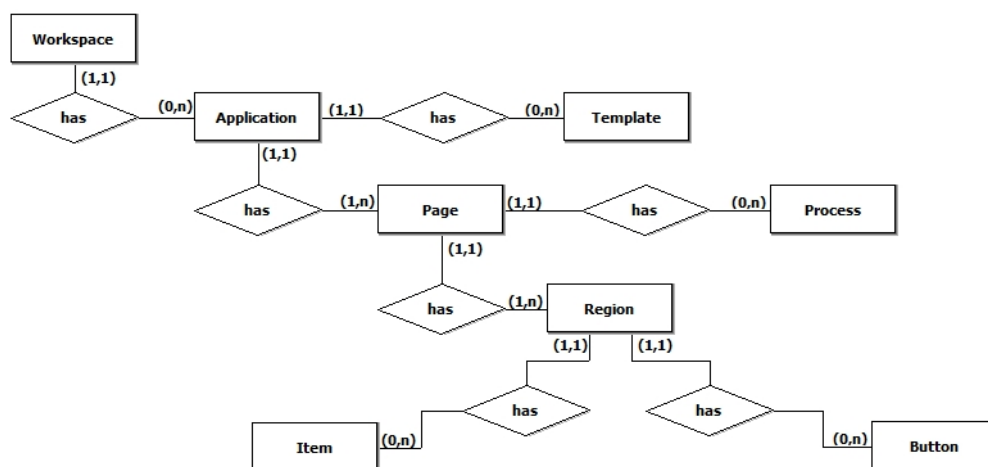 Workspace
(1,1)
has
(0,n)
Application
(1,1)
has
(0,n)
Template
(1,1)
has
(1,n)
Page
(1,1)
has
(0,n)
Process
(1,1)
has
(1,n)
Region
(1,1)
(1,1)
has
has
Item
(0,n)
(0,n)
Button